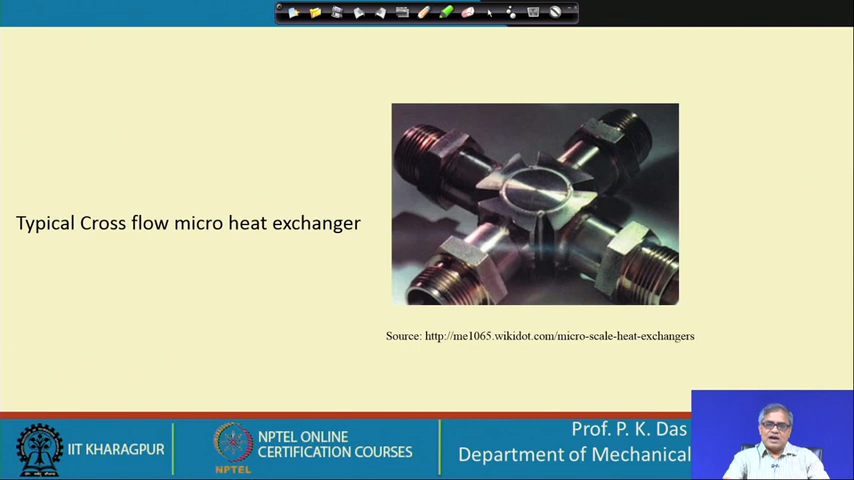 Typical Cross flow micro heat exchanger
Source: http://me1065.wikidot.com/micro-scale-heat-exchangers
IIT KHARAGPUR
NPTEL
NPTEL ONLINE
CERTIFICATION COURSES
Prof. P. K. Das
Department of Mechanical